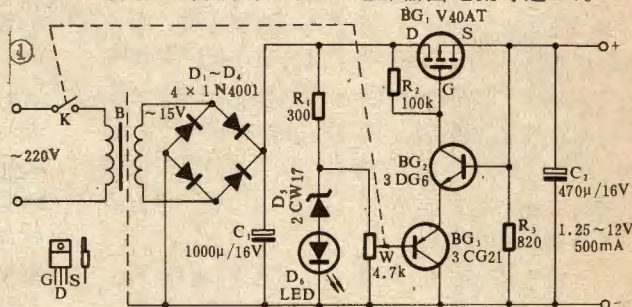 ①
K
~220V
B
~15V
D₁~D₄
4×1N4001
C₁
1000μ/16V
R₁
300
D₅
2CW17
D₆
LED
W
4.7k
R₂
100k
BG₁ V40AT
D
S
G
BG₂
3DG6
BG₃
3CG21
R₃
820
C₂
470μ/16V
1.25~12V
500mA
+
-
G
S
D